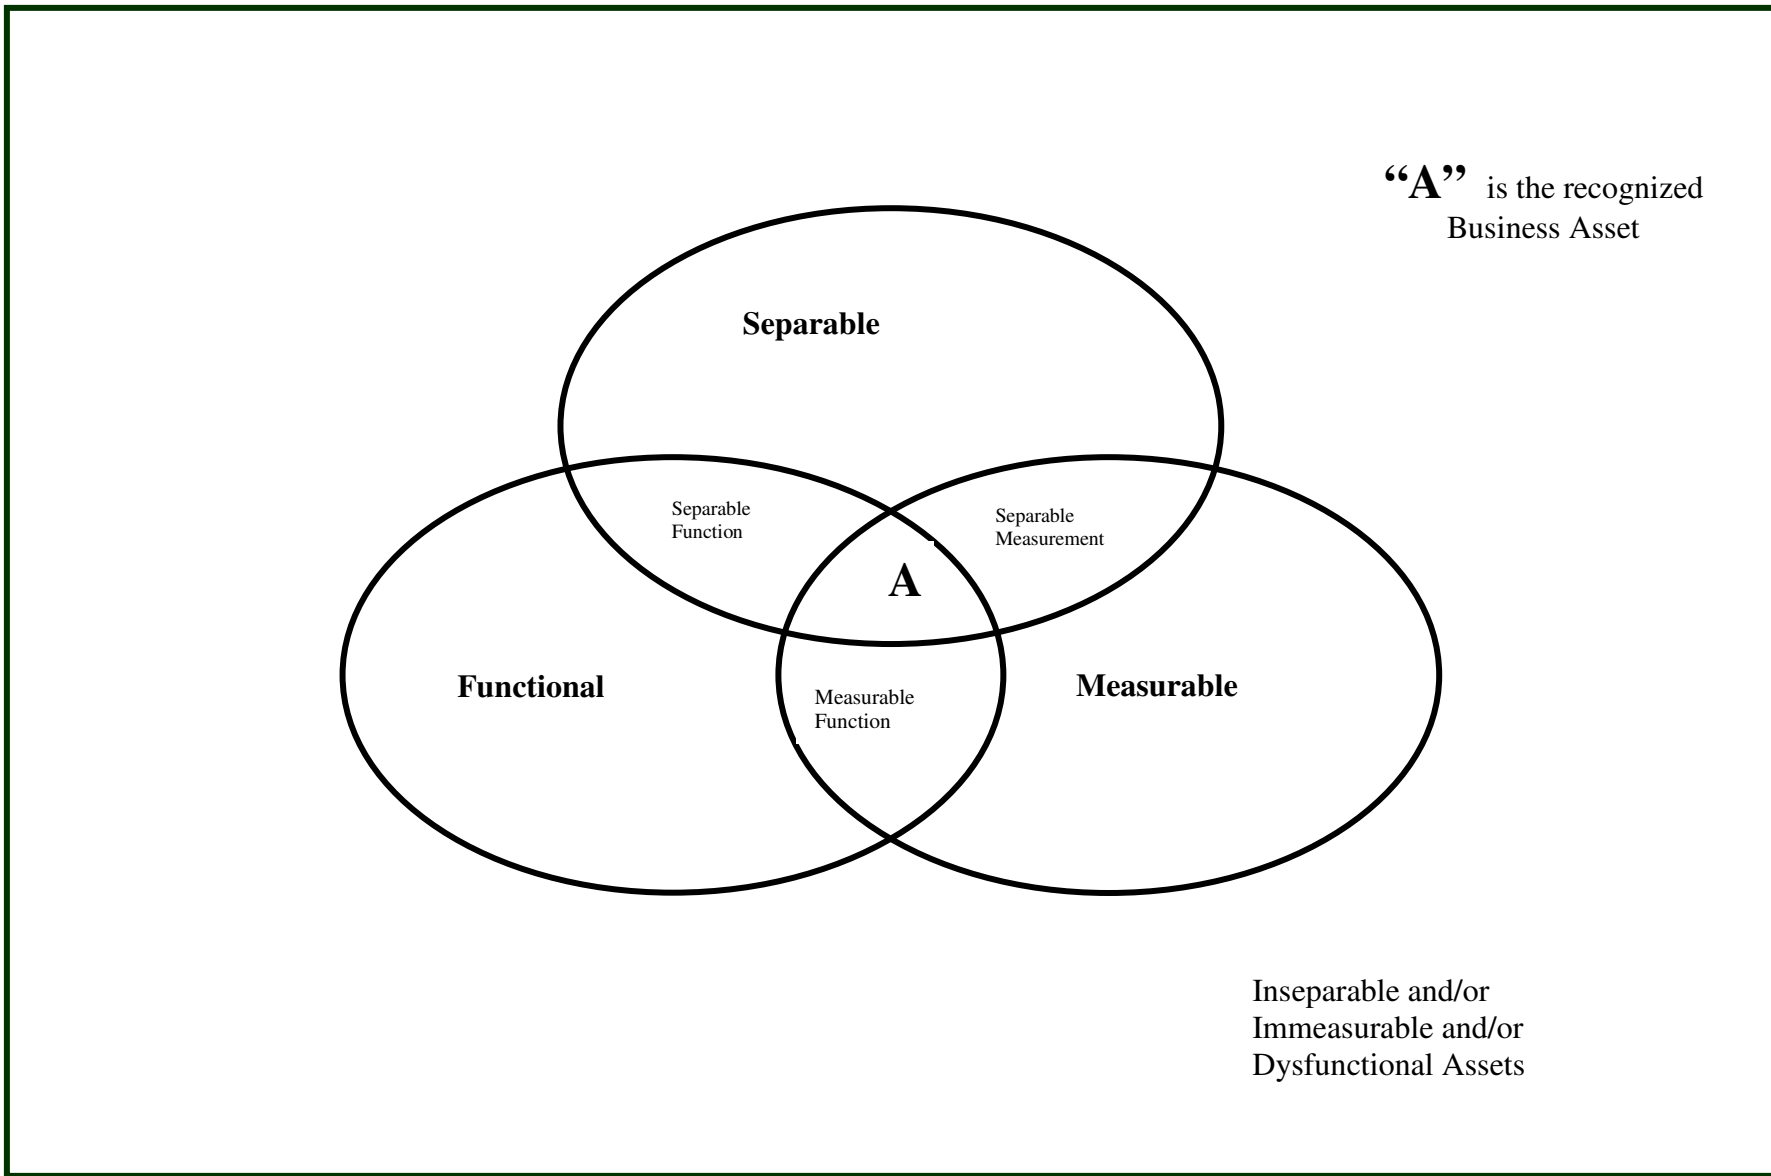 “A” is the recognized
Business Asset
Separable
Separable
Function
Separable
Measurement
A
Functional
Measurable
Measurable
Function
Inseparable and/or
Immeasurable and/or
Dysfunctional Assets